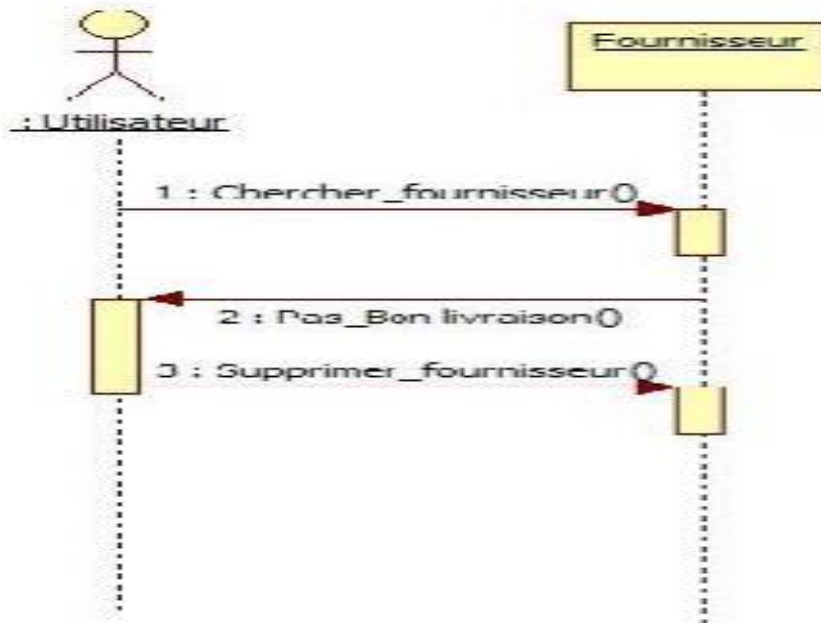 Fournisseur
: Utilisateur
1 : Chercher_fournisseur()
2 : Pas_Bon livraison()
3 : Supprimer_fournisseur()